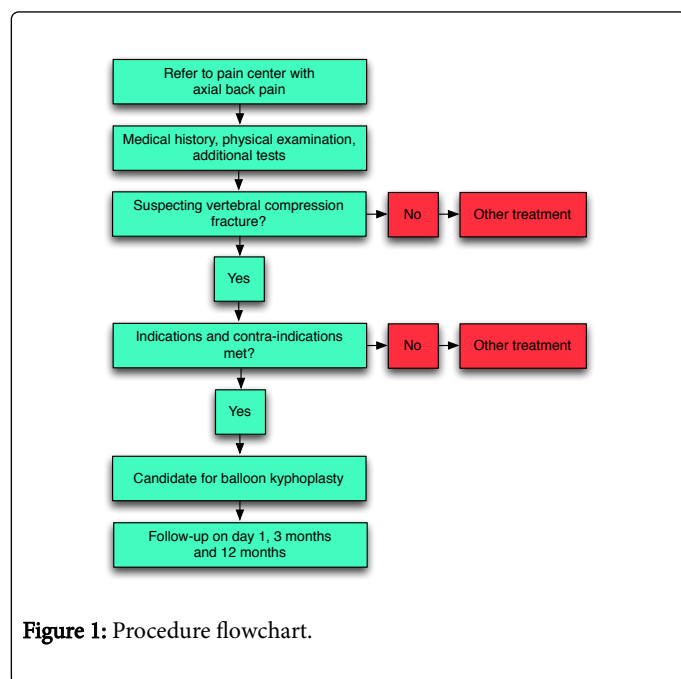 Refer to pain center with
axial back pain
Medical history, physical examination,
additional tests
Suspecting vertebral compression
fracture?
No
Other treatment
Yes
Indications and contra-indications
met?
No
Other treatment
Yes
Candidate for balloon kyphoplasty
Follow-up on day 1, 3 months
and 12 months
Figure 1: Procedure flowchart.